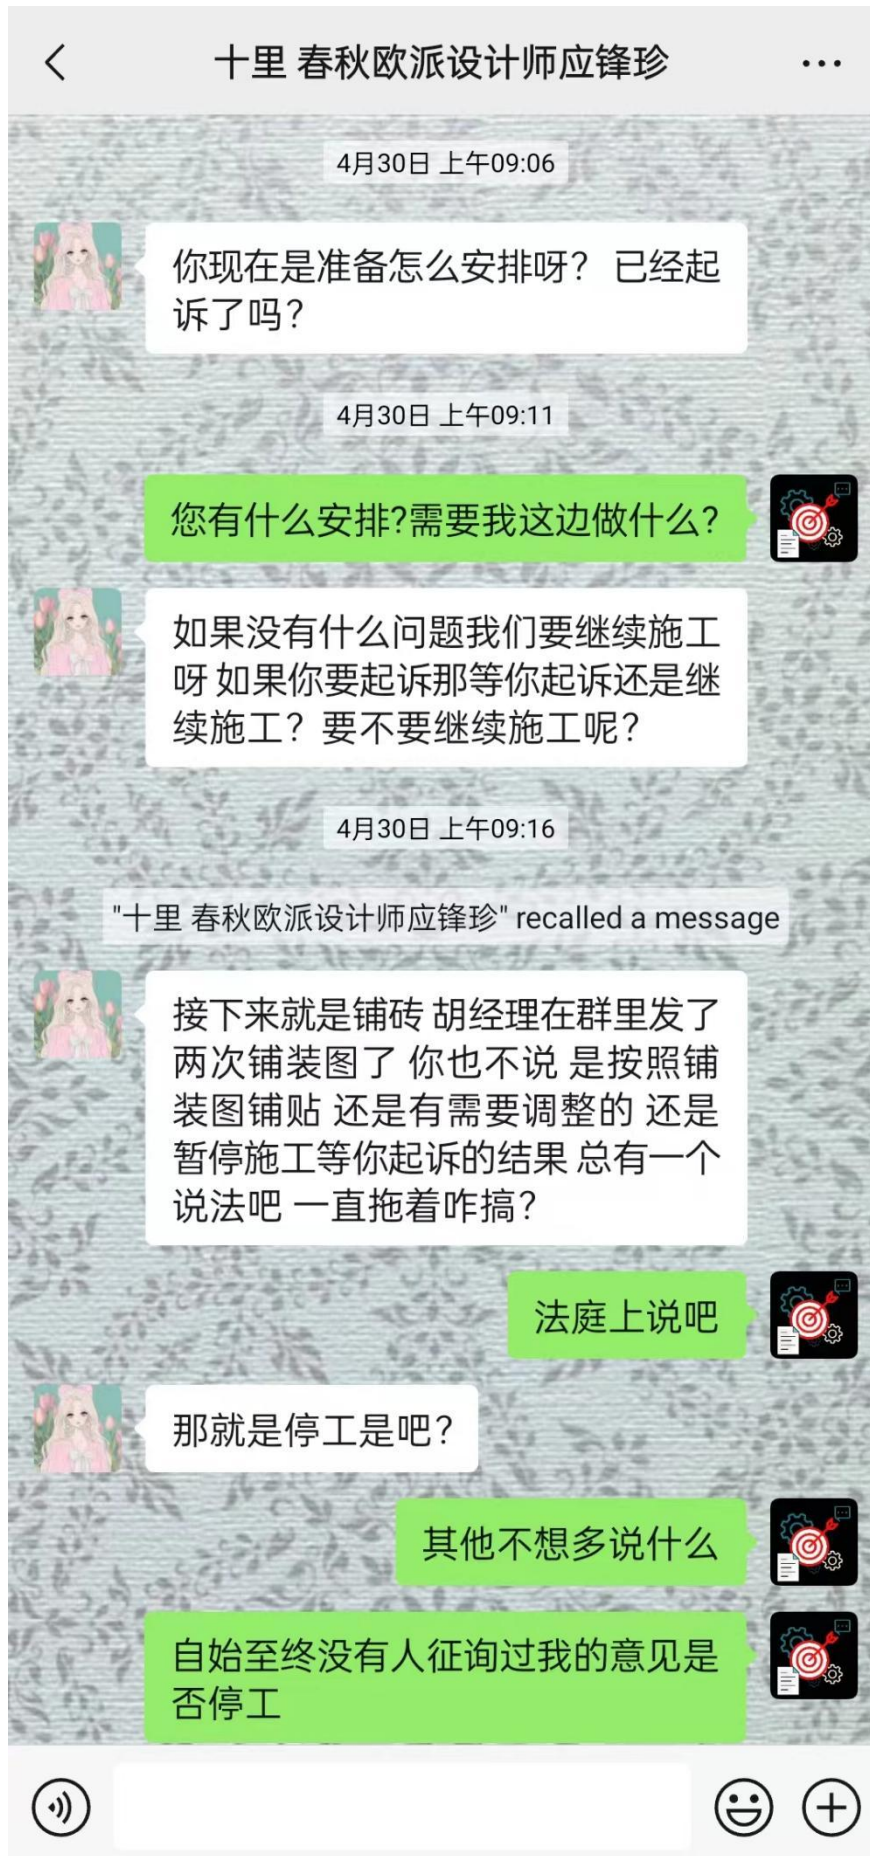 十里 春秋欧派设计师应锋珍
4月30日 上午09:06
你现在是准备怎么安排呀？ 已经起
诉了吗？
4月30日 上午09:11
您有什么安排?需要我这边做什么?
如果没有什么问题我们要继续施工
呀 如果你要起诉那等你起诉还是继
续施工？要不要继续施工呢？
4月30日 上午09:16
"十里 春秋欧派设计师应锋珍" recalled a message
接下来就是铺砖 胡经理在群里发了
两次铺装图了 你也不说 是按照铺
装图铺贴 还是有需要调整的 还是
暂停施工等你起诉的结果 总有一个
说法吧 一直拖着咋搞？
法庭上说吧
那就是停工是吧？
其他不想多说什么
自始至终没有人征询过我的意见是
否停工